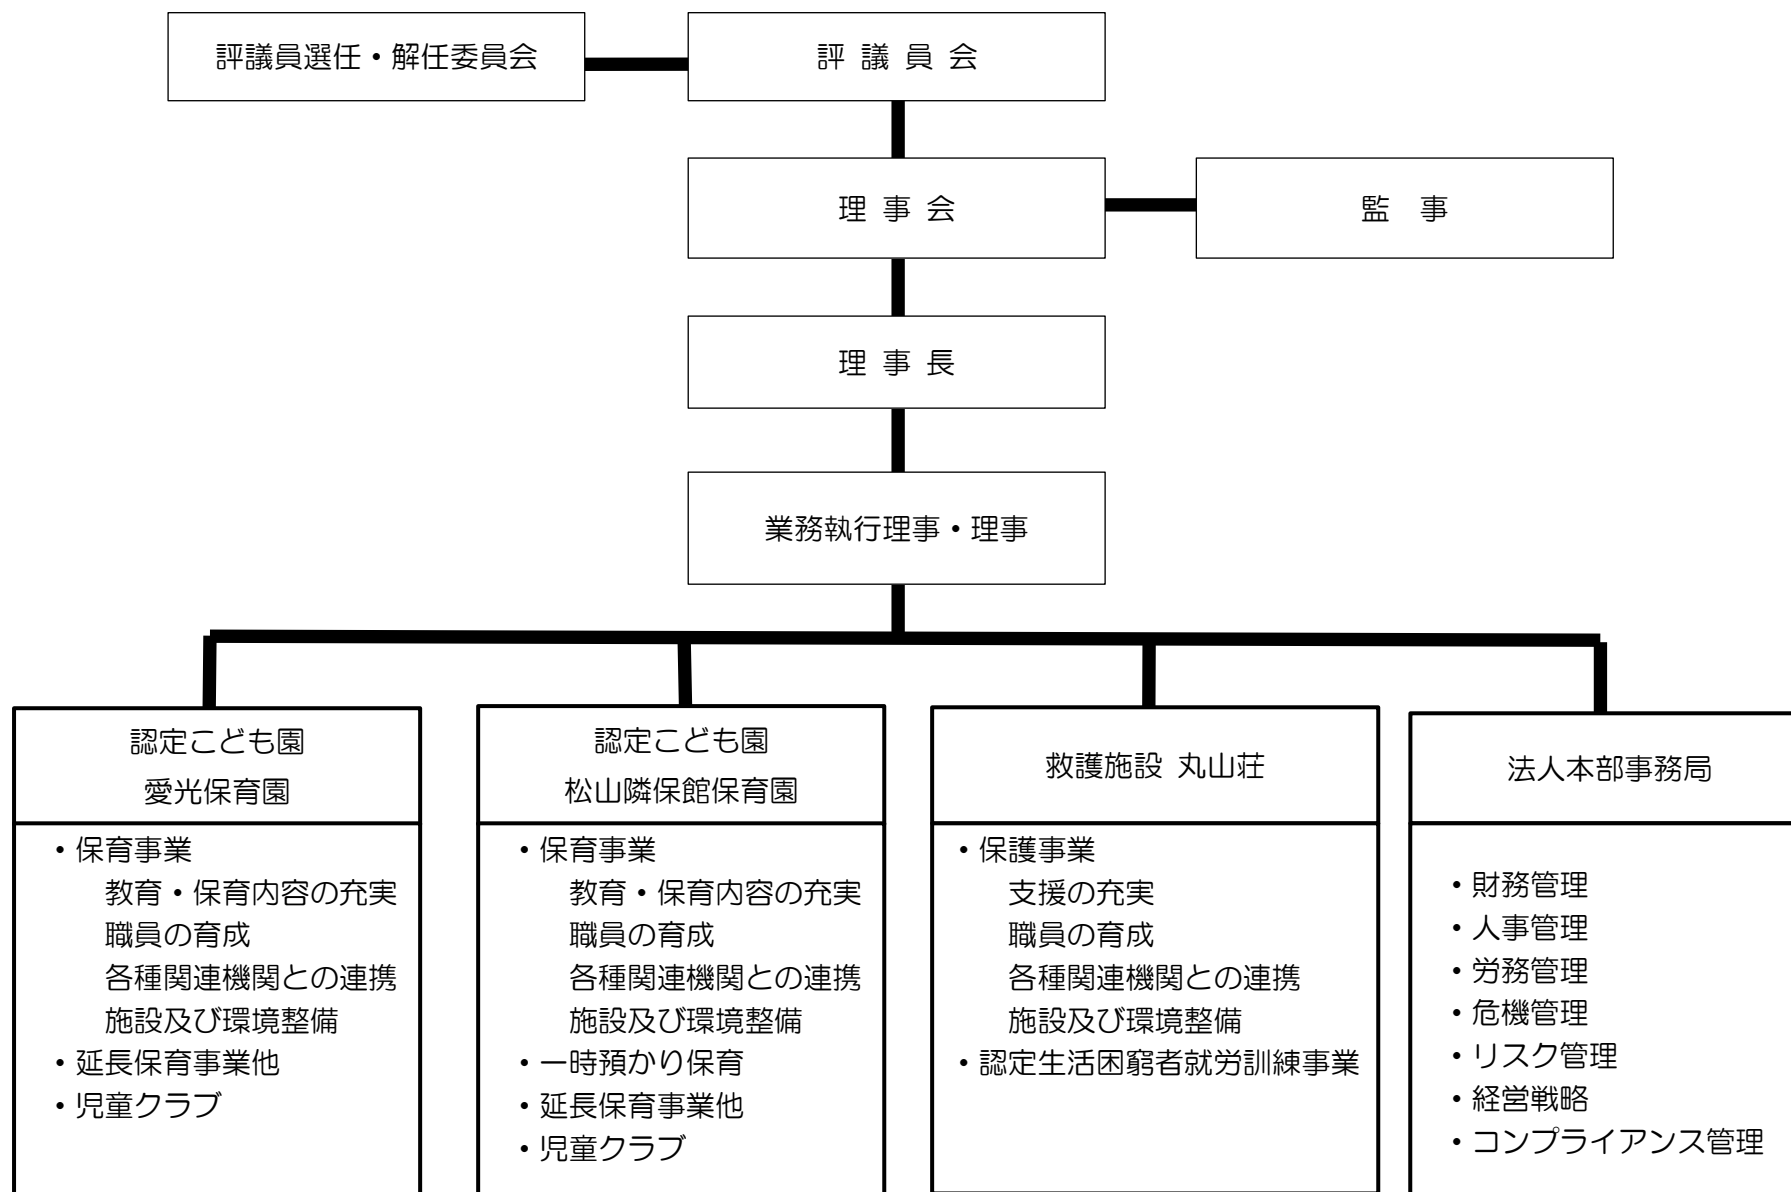 評議員選任・解任委員会
評 議 員 会
理 事 会
監　事
理 事 長
業務執行理事・理事
認定こども園
愛光保育園
・保育事業
教育・保育内容の充実
職員の育成
各種関連機関との連携
施設及び環境整備
・延長保育事業他
・児童クラブ
認定こども園
松山隣保館保育園
・保育事業
教育・保育内容の充実
職員の育成
各種関連機関との連携
施設及び環境整備
・一時預かり保育
・延長保育事業他
・児童クラブ
救護施設 丸山荘
・保護事業
支援の充実
職員の育成
各種関連機関との連携
施設及び環境整備
・認定生活困窮者就労訓練事業
法人本部事務局
・財務管理
・人事管理
・労務管理
・危機管理
・リスク管理
・経営戦略
・コンプライアンス管理